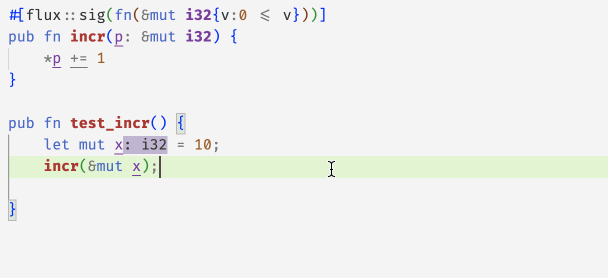 #[flux::sig(fn(&mut i32{v:0 ⩽ v}))]
pub fn incr(p: &mut i32) {
    *p += 1
}
pub fn test_incr() {
    let mut x: i32 = 10;
    incr(&mut x);
}